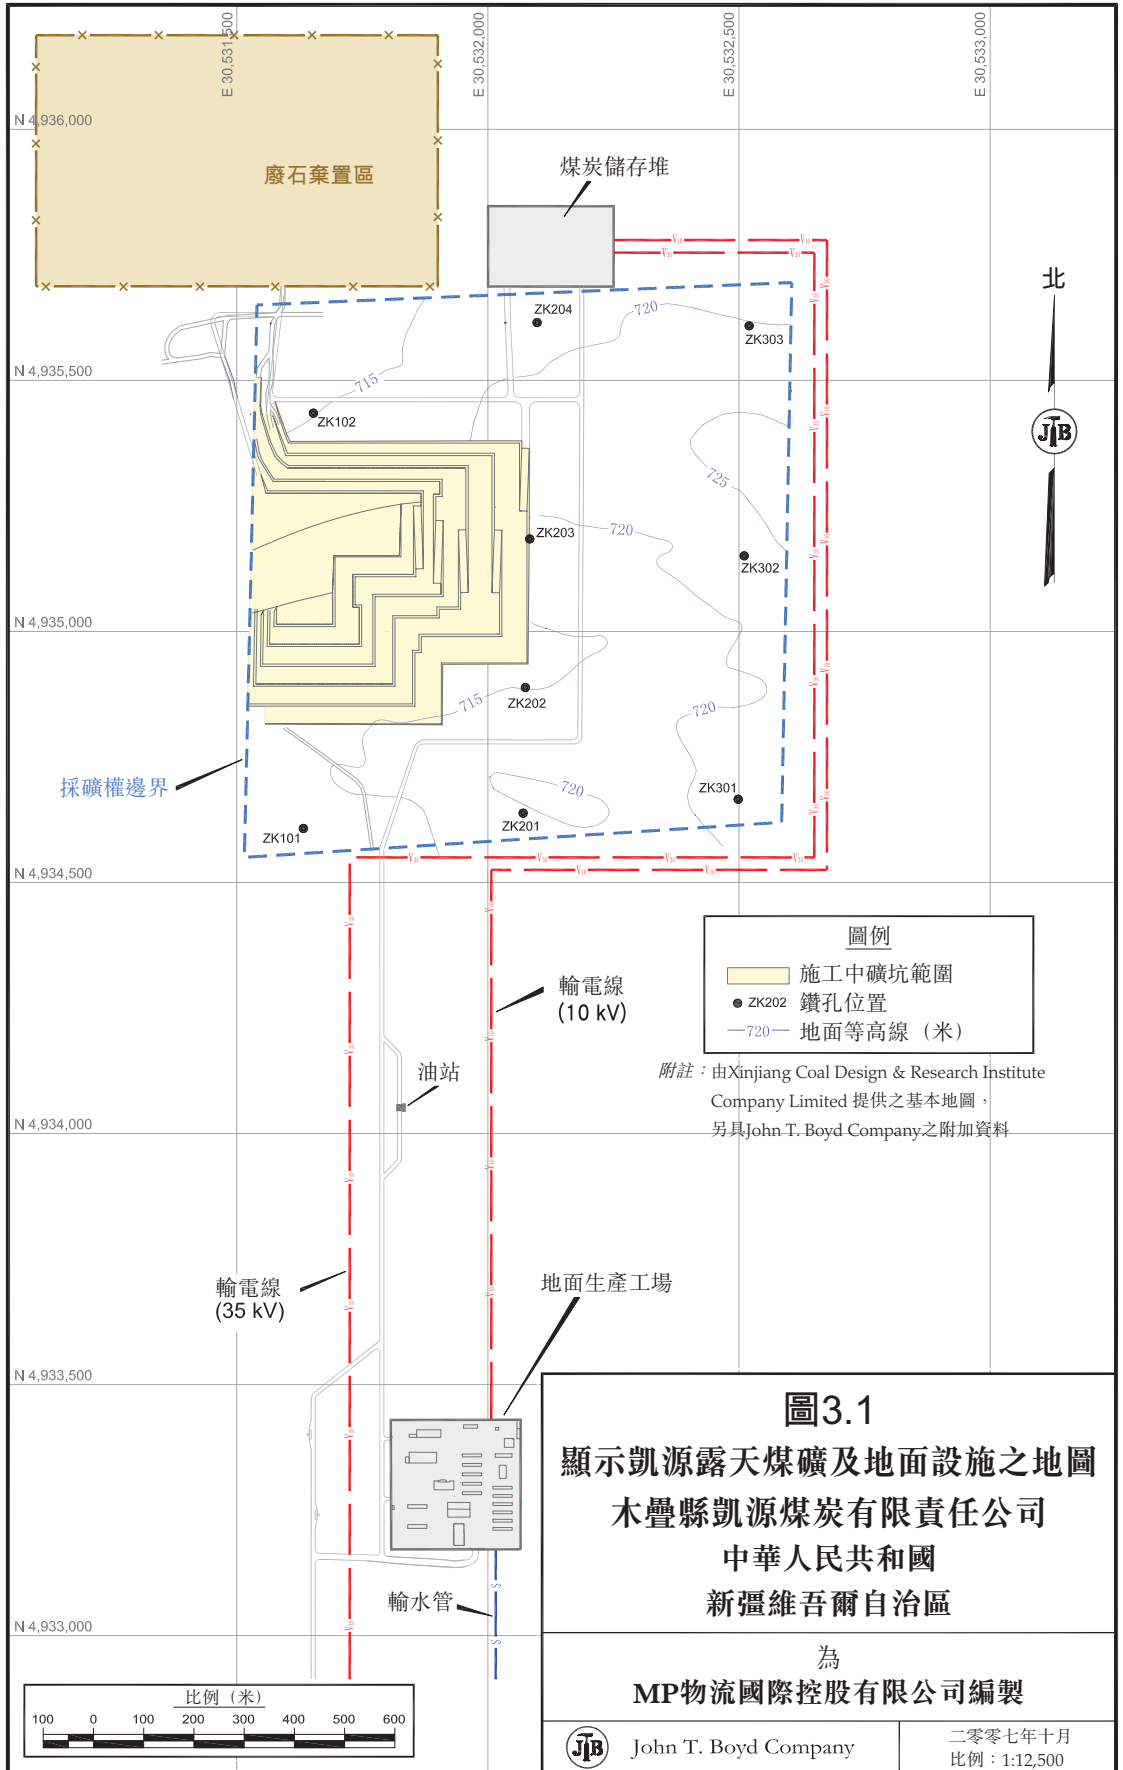 E 30,531,500
E 30,532,000
E 30,532,500
E 30,533,000
N 4,936,000
廢石棄置區
煤炭儲存堆
V10
V35
北
ZK204
720
ZK303
N 4,935,500
715
ZK102
JTB
725
ZK203
720
ZK302
N 4,935,000
715
ZK202
720
採礦權邊界
720
ZK301
ZK101
ZK201
N 4,934,500
圖例
施工中礦坑範圍
ZK202 鑽孔位置
720 地面等高線（米）
輸電線
(10 kV)
附註：由Xinjiang Coal Design & Research Institute
Company Limited 提供之基本地圖，
另具John T. Boyd Company之附加資料
油站
N 4,934,000
輸電線
(35 kV)
地面生產工場
N 4,933,500
圖3.1
顯示凱源露天煤礦及地面設施之地圖
木壘縣凱源煤炭有限責任公司
中華人民共和國
新彊維吾爾自治區
輸水管
S
S
N 4,933,000
為
MP物流國際控股有限公司編製
比例（米）
100 0 100 200 300 400 500 600
JTB John T. Boyd Company
二零零七年十月
比例：1:12,500